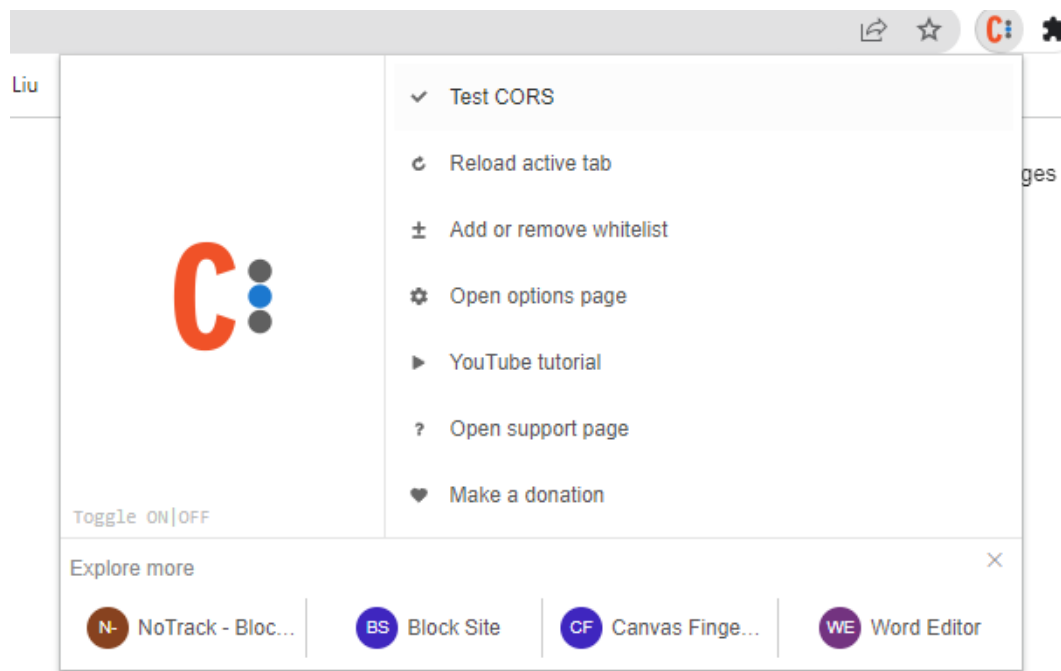 C:
Liu
Test CORS
Reload active tab
ges
Add or remove whitelist
Open options page
C:
YouTube tutorial
Open support page
Make a donation
Toggle ON|OFF
Explore more
N- NoTrack - Bloc...
BS Block Site
CF Canvas Finge...
WE Word Editor